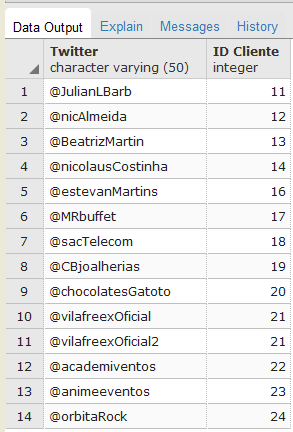 Data Output Explain Messages History
Twitter ID Cliente
character varying (50) integer
1 @JulianLBarb 11
2 @nicAlmeida 12
3 @BeatrizMartin 13
4 @nicolausCostinha 14
5 @estevanMartins 16
6 @MRbuffet 17
7 @sacTelecom 18
8 @CBjoalherias 19
9 @chocolatesGatoto 20
10 @vilafreexOficial 21
11 @vilafreexOficial2 21
12 @academiventos 22
13 @animeeventos 23
14 @orbitaRock 24